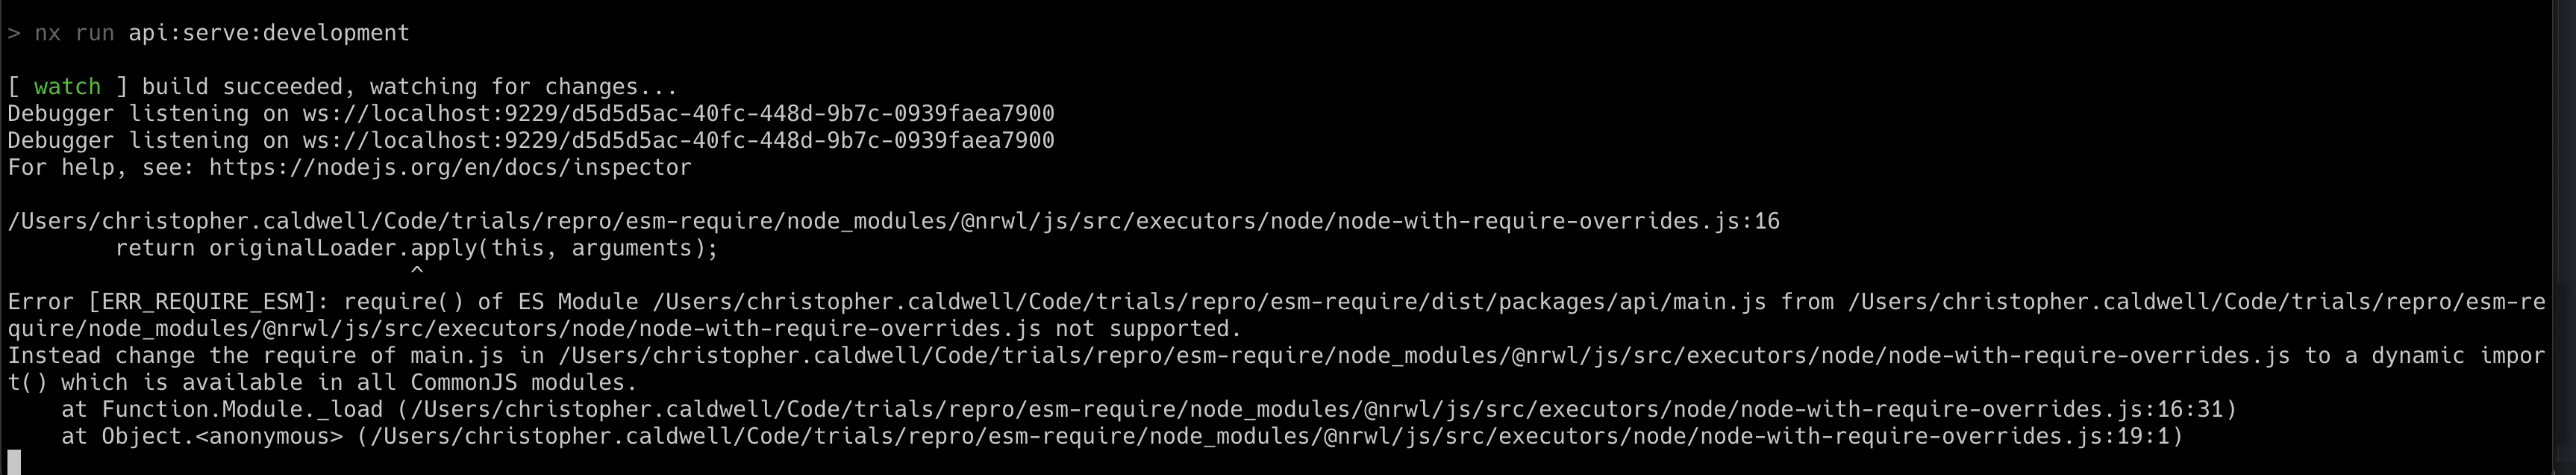 > nx run api:serve:development
[ watch ] build succeeded, watching for changes...
Debugger listening on ws://localhost:9229/d5d5d5ac-40fc-448d-9b7c-0939faea7900
Debugger listening on ws://localhost:9229/d5d5d5ac-40fc-448d-9b7c-0939faea7900
For help, see: https://nodejs.org/en/docs/inspector
/Users/christopher.caldwell/Code/trials/repro/esm-require/node_modules/@nrwl/js/src/executors/node/node-with-require-overrides.js:16
        return originalLoader.apply(this, arguments);
                              ^
Error [ERR_REQUIRE_ESM]: require() of ES Module /Users/christopher.caldwell/Code/trials/repro/esm-require/dist/packages/api/main.js from /Users/christopher.caldwell/Code/trials/repro/esm-re
quire/node_modules/@nrwl/js/src/executors/node/node-with-require-overrides.js not supported.
Instead change the require of main.js in /Users/christopher.caldwell/Code/trials/repro/esm-require/node_modules/@nrwl/js/src/executors/node/node-with-require-overrides.js to a dynamic impor
t() which is available in all CommonJS modules.
    at Function.Module._load (/Users/christopher.caldwell/Code/trials/repro/esm-require/node_modules/@nrwl/js/src/executors/node/node-with-require-overrides.js:16:31)
    at Object.<anonymous> (/Users/christopher.caldwell/Code/trials/repro/esm-require/node_modules/@nrwl/js/src/executors/node/node-with-require-overrides.js:19:1)